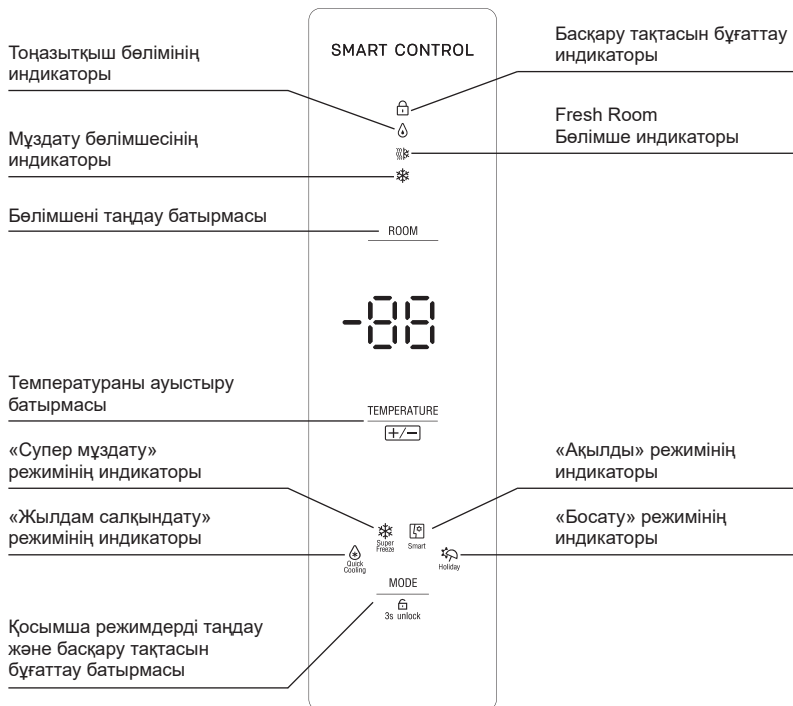 SMART CONTROL
Тоңазытқыш бөлімінің
индикаторы
Мұздату бөлімшесінің
индикаторы
Бөлімшені таңдау батырмасы
Басқару тақтасын бұғаттау
индикаторы
Fresh Room
Бөлімше индикаторы
ROOM
-88
Температураны ауыстыру
батырмасы
TEMPERATURE
+/−
«Супер мұздату»
режимінің индикаторы
«Жылдам салқындату»
режимінің индикаторы
«Ақылды» режимінің
индикаторы
«Босату» режимінің
индикаторы
Super
Freeze
Smart
Quick
Cooling
Holiday
MODE
3s unlock
Қосымша режимдерді таңдау
және басқару тақтасын
бұғаттау батырмасы